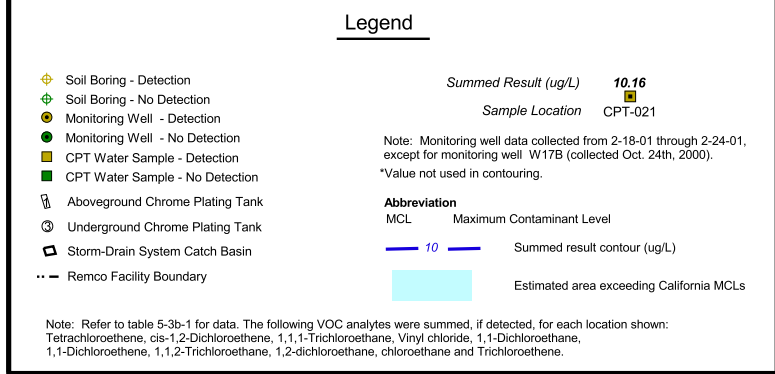 Legend
Soil Boring - Detection
Soil Boring - No Detection
Monitoring Well - Detection
Monitoring Well - No Detection
CPT Water Sample - Detection
CPT Water Sample - No Detection
Aboveground Chrome Plating Tank
3 Underground Chrome Plating Tank
Storm-Drain System Catch Basin
Remco Facility Boundary
Summed Result (ug/L) 10.16
Sample Location CPT-021
Note: Monitoring well data collected from 2-18-01 through 2-24-01,
except for monitoring well W17B (collected Oct. 24th, 2000).
*Value not used in contouring.
Abbreviation
MCL Maximum Contaminant Level
10 Summed result contour (ug/L)
Estimated area exceeding California MCLs
Note: Refer to table 5-3b-1 for data. The following VOC analytes were summed, if detected, for each location shown:
Tetrachloroethene, cis-1,2-Dichloroethene, 1,1,1-Trichloroethane, Vinyl chloride, 1,1-Dichloroethane,
1,1-Dichloroethene, 1,1,2-Trichloroethane, 1,2-dichloroethane, chloroethane and Trichloroethene.